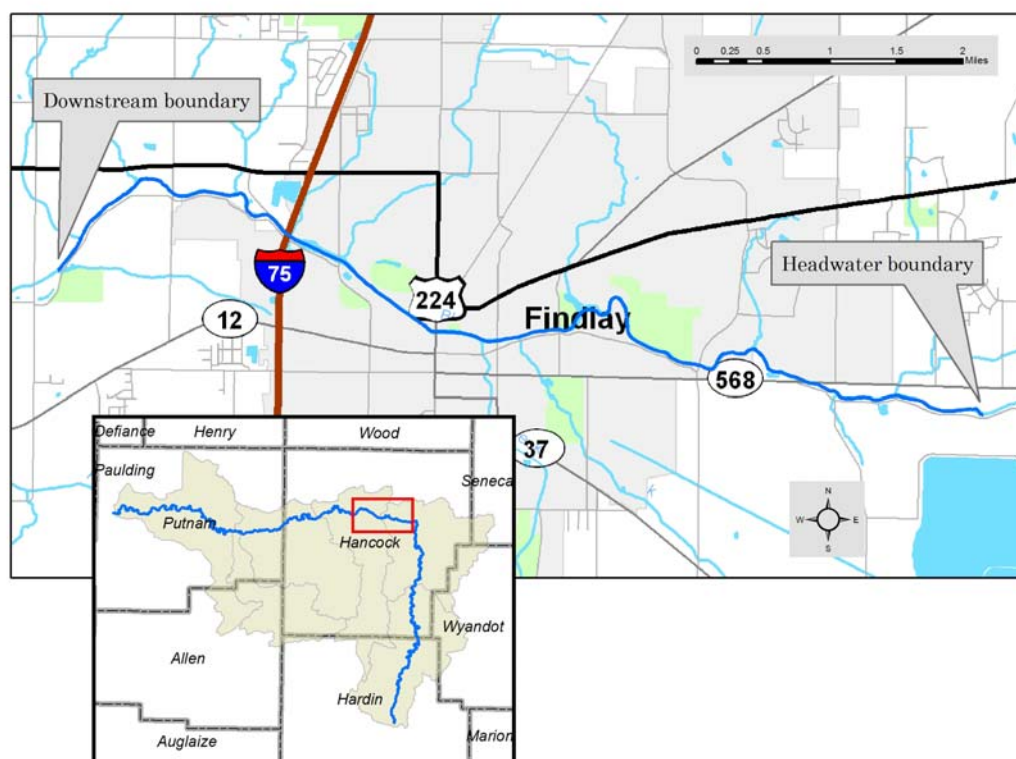 0 0.25 0.5 1 1.5 2
Miles
Downstream boundary
Headwater boundary
75
224
12
Findlay
568
37
N
W E
S
Defiance Henry Wood
Paulding
Seneca
Putnam
Hancock
Wyandot
Allen
Hardin
Auglaize
Marion